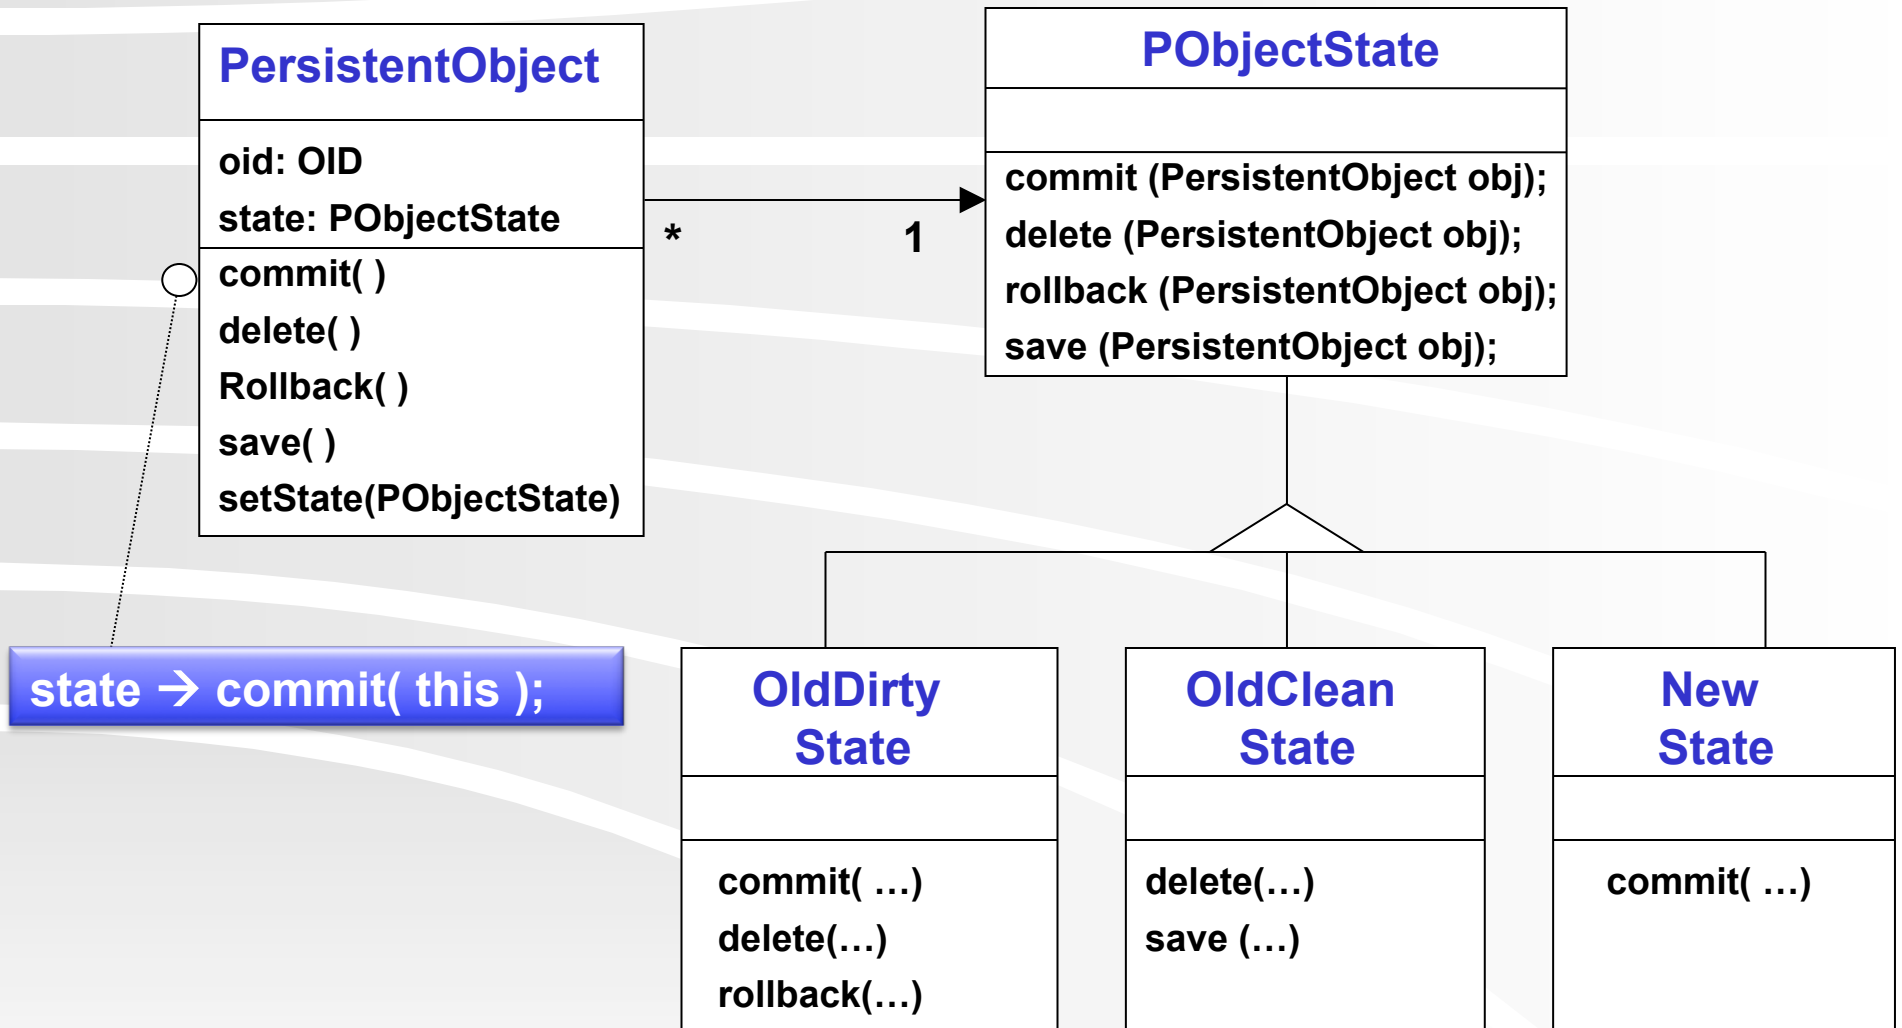 PersistentObject
oid: OID
state: PObjectState
commit( )
delete( )
Rollback( )
save( )
setState(PObjectState)
* 1
PObjectState
commit (PersistentObject obj);
delete (PersistentObject obj);
rollback (PersistentObject obj);
save (PersistentObject obj);
state → commit( this );
OldDirty
State
commit( …)
delete(…)
rollback(…)
OldClean
State
delete(…)
save (…)
New
State
commit( …)